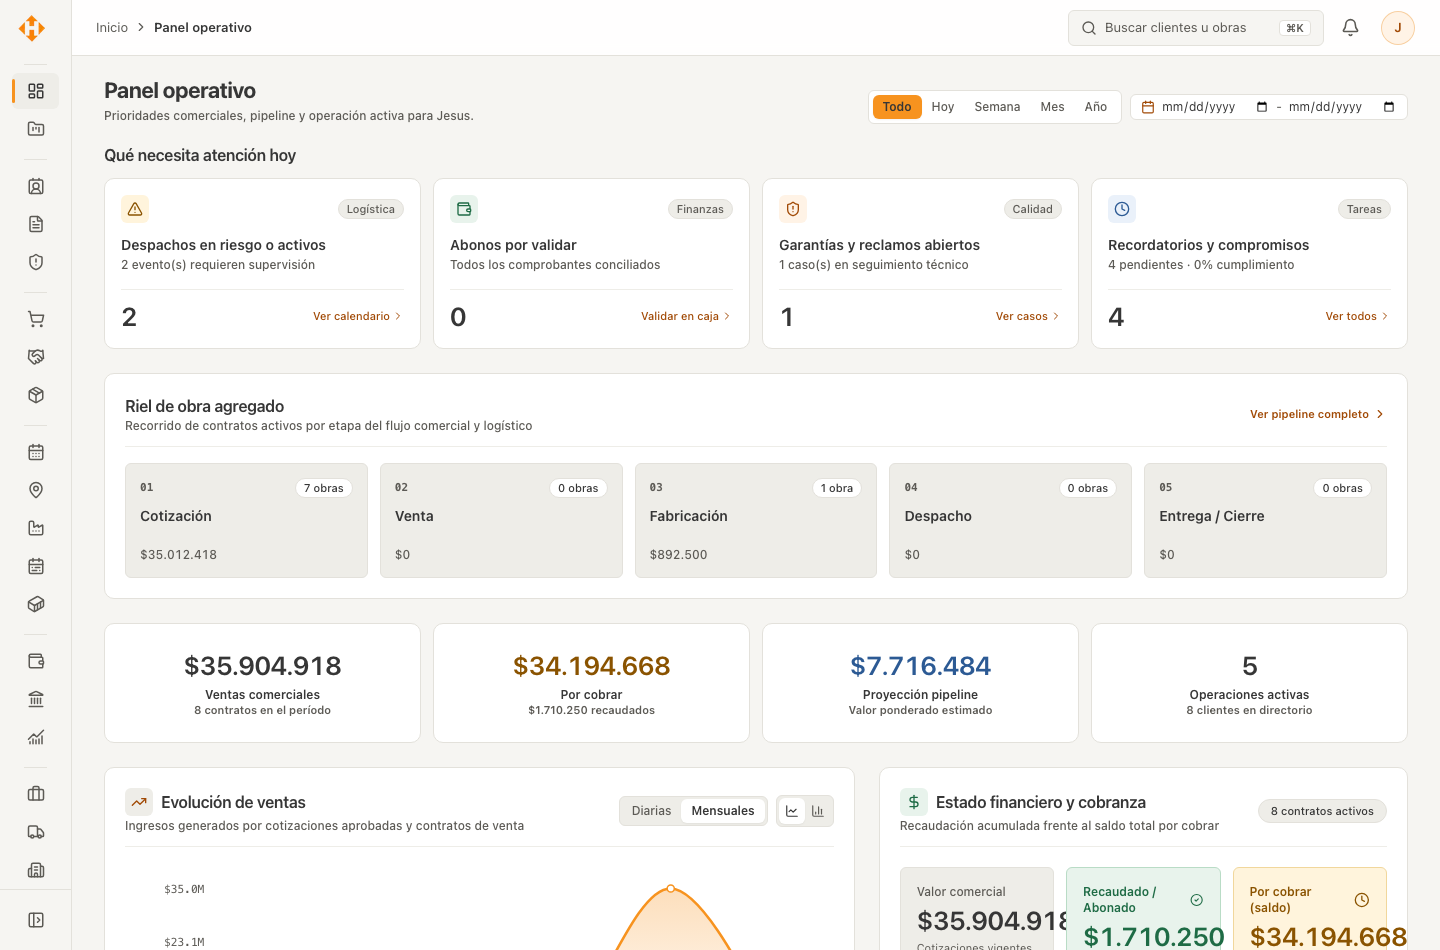 Inicio > Panel operativo
Buscar clientes u obras ⌘K
J
Panel operativo
Prioridades comerciales, pipeline y operación activa para Jesus.
Todo Hoy Semana Mes Año
mm/dd/yyyy - mm/dd/yyyy
Qué necesita atención hoy
Logística
Despachos en riesgo o activos
2 evento(s) requieren supervisión
2 Ver calendario >
Finanzas
Abonos por validar
Todos los comprobantes conciliados
0 Validar en caja >
Calidad
Garantías y reclamos abiertos
1 caso(s) en seguimiento técnico
1 Ver casos >
Tareas
Recordatorios y compromisos
4 pendientes · 0% cumplimiento
4 Ver todos >
Riel de obra agregado
Recorrido de contratos activos por etapa del flujo comercial y logístico
Ver pipeline completo >
01 7 obras
Cotización
$35.012.418
02 0 obras
Venta
$0
03 1 obra
Fabricación
$892.500
04 0 obras
Despacho
$0
05 0 obras
Entrega / Cierre
$0
$35.904.918
Ventas comerciales
8 contratos en el período
$34.194.668
Por cobrar
$1.710.250 recaudados
$7.716.484
Proyección pipeline
Valor ponderado estimado
5
Operaciones activas
8 clientes en directorio
Evolución de ventas
Ingresos generados por cotizaciones aprobadas y contratos de venta
Diarias Mensuales
$35.0M
$23.1M
Estado financiero y cobranza
Recaudación acumulada frente al saldo total por cobrar
8 contratos activos
Valor comercial
$35.904.918
Cotizaciones vigentes
Recaudado /
Abonado
$1.710.250
Por cobrar
(saldo)
$34.194.668